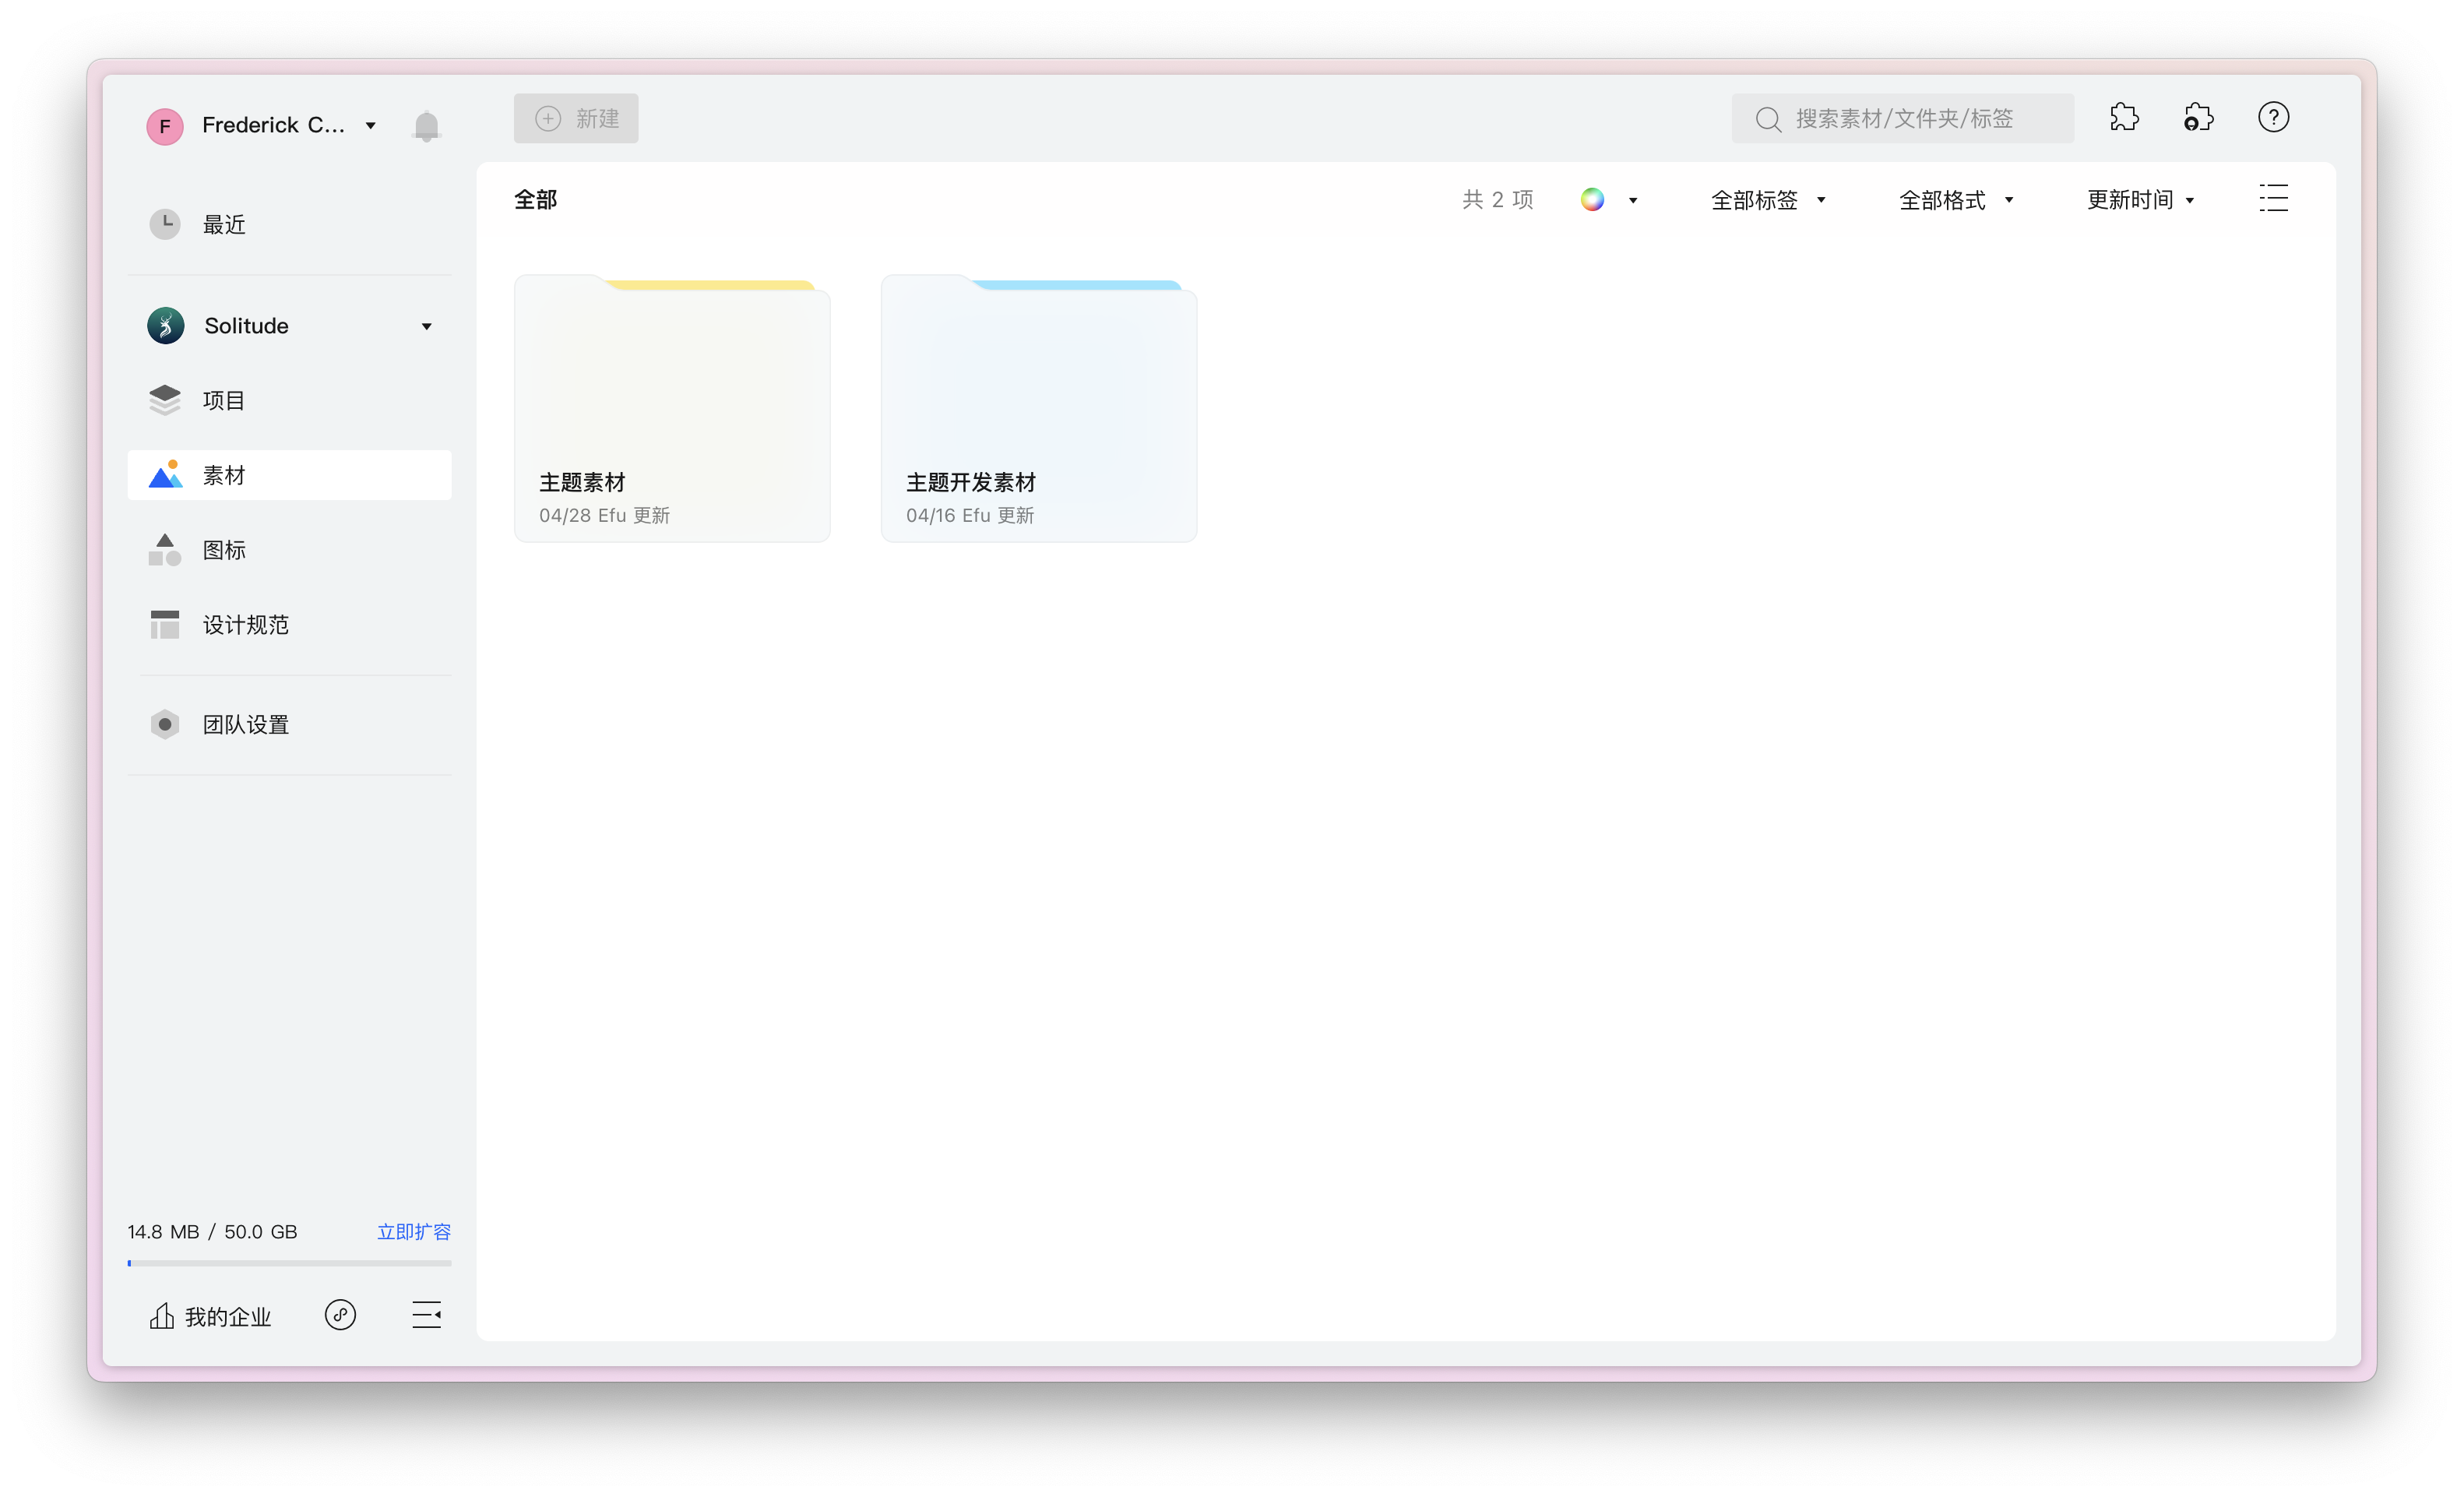 F
Frederick C...
最近
Solitude
项目
素材
图标
设计规范
团队设置
14.8 MB / 50.0 GB
立即扩容
我的企业
新建
搜索素材/文件夹/标签
?
全部
共 2 项
全部标签
全部格式
更新时间
主题素材
04/28 Efu 更新
主题开发素材
04/16 Efu 更新